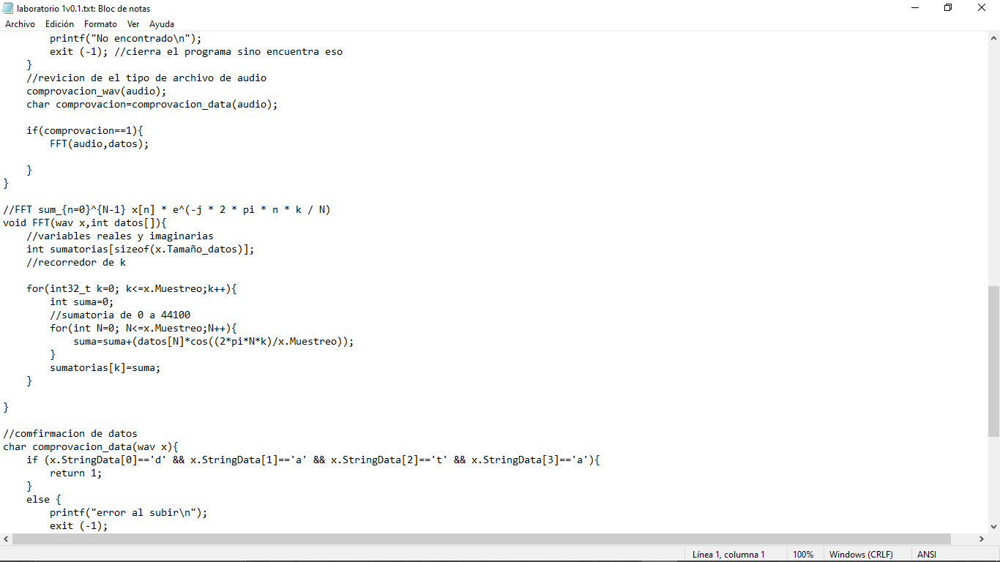 laboratorio 1v0.1.txt: Bloc de notas
Archivo Edición Formato Ver Ayuda
printf("No encontrado\n");
exit (-1); //cierra el programa sino encuentra eso
}
//revicion de el tipo de archivo de audio
comprovacion_wav(audio);
char comprovacion=comprovacion_data(audio);
if(comprovacion==1){
FFT(audio,datos);
}
}
//FFT sum_{n=0}^{N-1} x[n] * e^(-j * 2 * pi * n * k / N)
void FFT(wav x,int datos[]){
//variables reales y imaginarias
int sumatorias[sizeof(x.Tamaño_datos)];
//recorredor de k
for(int32_t k=0; k<=x.Muestreo;k++){
int suma=0;
//sumatoria de 0 a 44100
for(int N=0; N<=x.Muestreo;N++){
suma=suma+(datos[N]*cos((2*pi*N*k)/x.Muestreo));
}
sumatorias[k]=suma;
}
}
//comfirmacion de datos
char comprovacion_data(wav x){
if (x.StringData[0]=='d' && x.StringData[1]=='a' && x.StringData[2]=='t' && x.StringData[3]=='a'){
return 1;
}
else {
printf("error al subir\n");
exit (-1);
Línea 1, columna 1 100% Windows (CRLF) ANSI